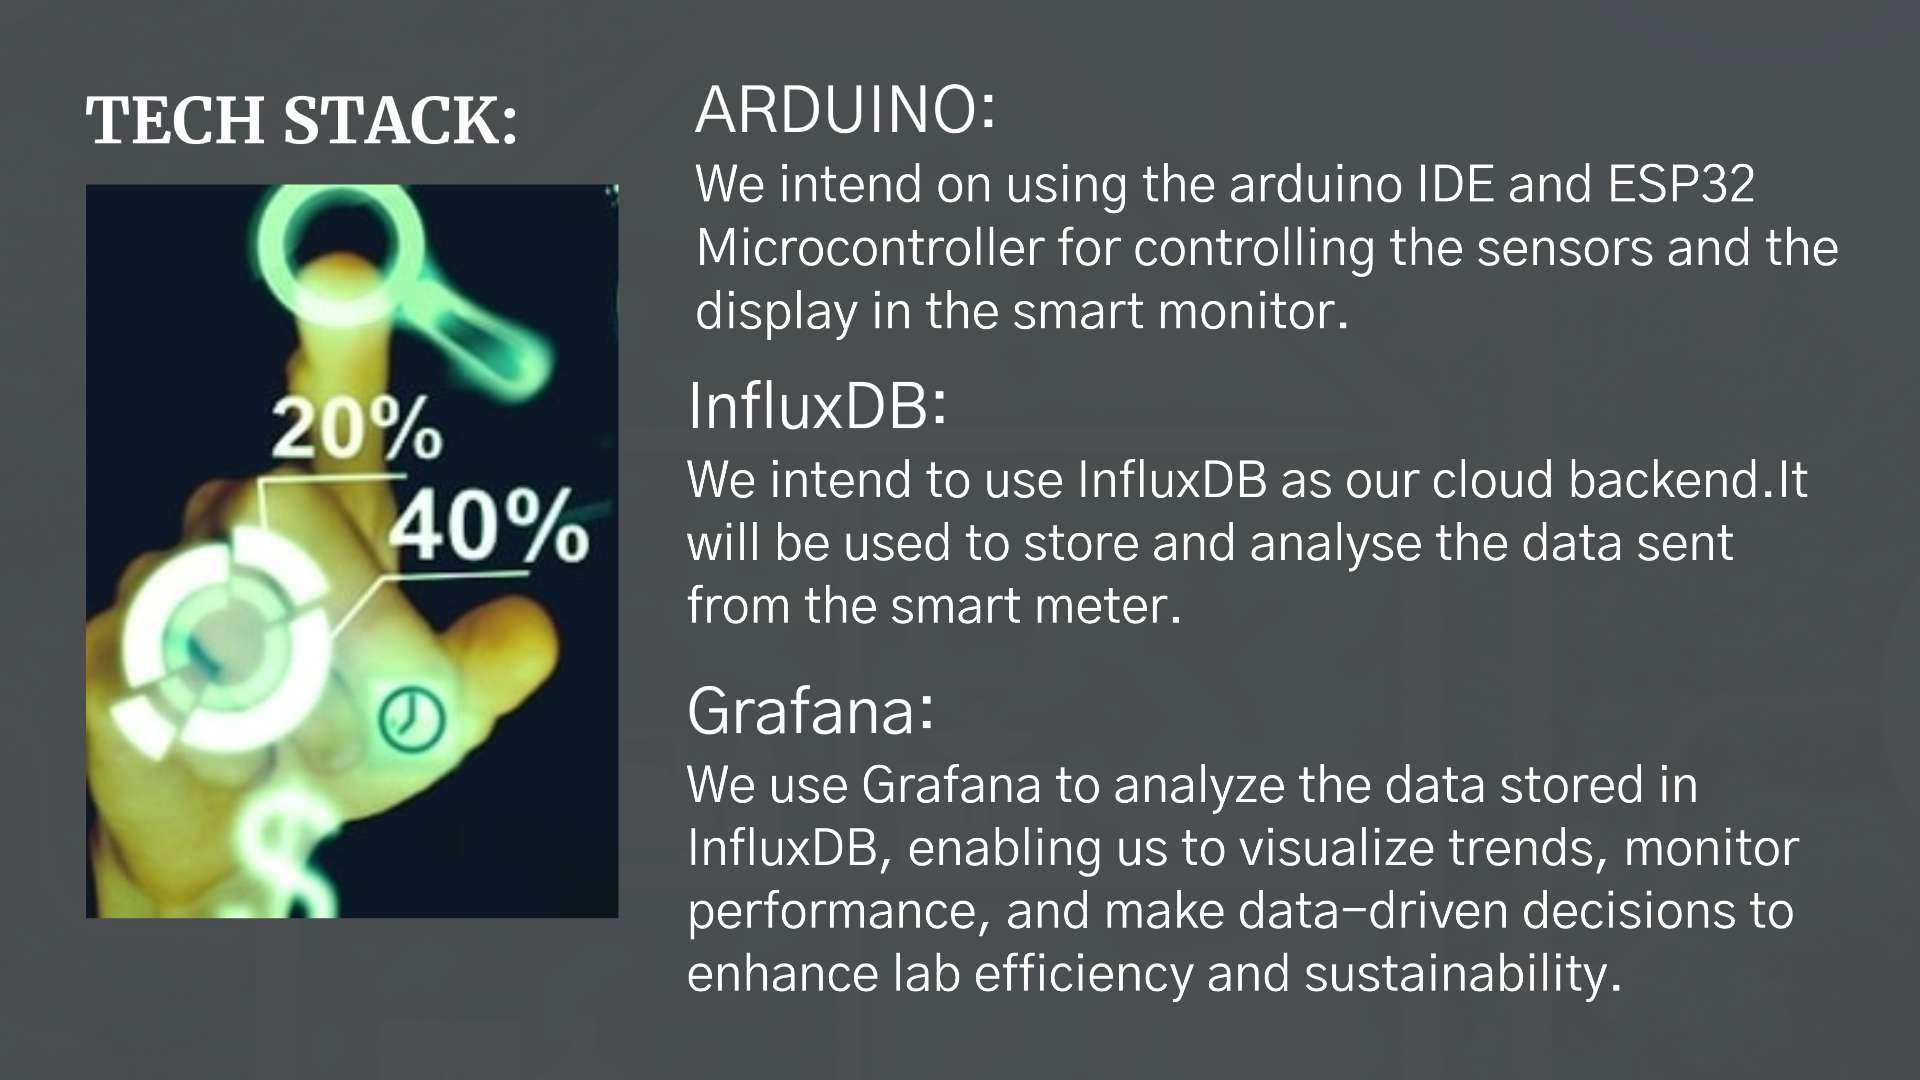 TECH STACK:
20%
40%
ARDUINO:
We intend on using the arduino IDE and ESP32
Microcontroller for controlling the sensors and the
display in the smart monitor.
InfluxDB:
We intend to use InfluxDB as our cloud backend.It
will be used to store and analyse the data sent
from the smart meter.
Grafana:
We use Grafana to analyze the data stored in
InfluxDB, enabling us to visualize trends, monitor
performance, and make data-driven decisions to
enhance lab efficiency and sustainability.